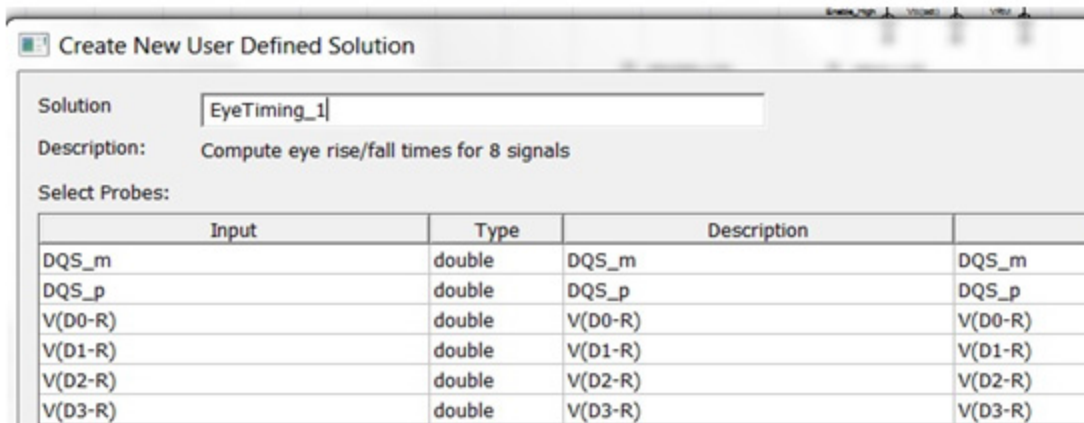 Enable_High
Create New User Defined Solution
Solution EyeTiming_1
Description: Compute eye rise/fall times for 8 signals
Select Probes:
Input Type Description
DQS_m double DQS_m DQS_m
DQS_p double DQS_p DQS_p
V(D0-R) double V(D0-R) V(D0-R)
V(D1-R) double V(D1-R) V(D1-R)
V(D2-R) double V(D2-R) V(D2-R)
V(D3-R) double V(D3-R) V(D3-R)